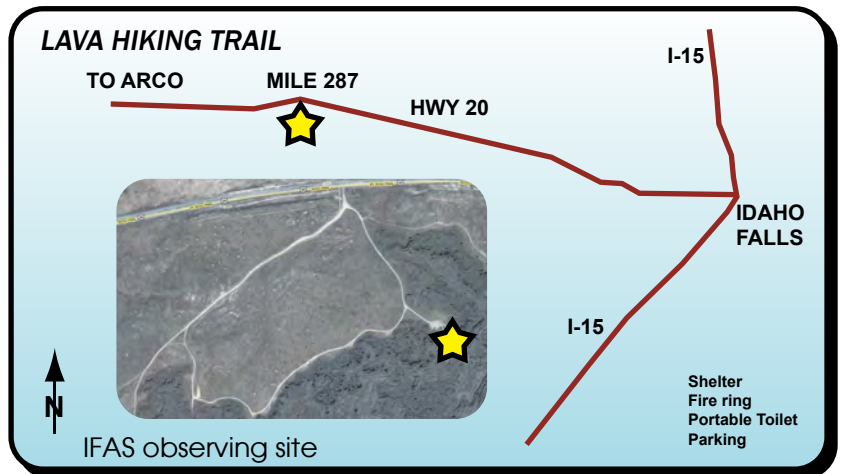 LAVA HIKING TRAIL
TO ARCO
MILE 287
HWY 20
I-15
IDAHO
FALLS
I-15
Shelter
Fire ring
Portable Toilet
Parking
N
IFAS observing site